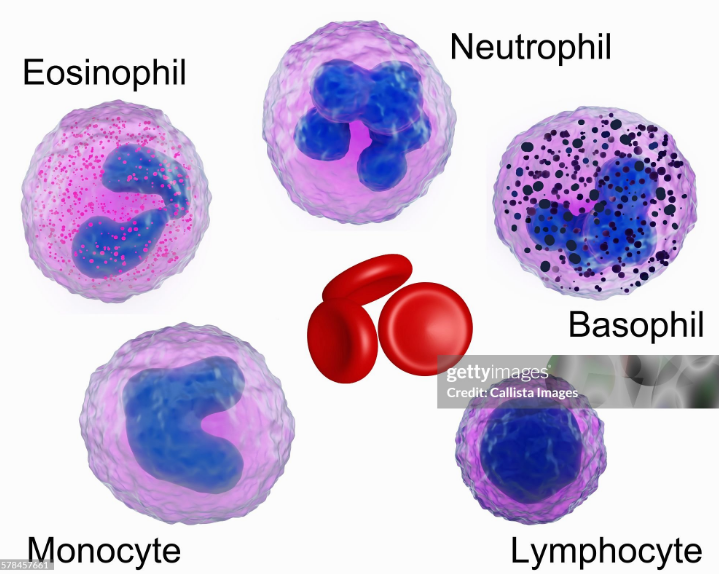 Neutrophil
Eosinophil
Basophil
gettyimages
Credit: Callista Images
Monocyte
Lymphocyte
578457661